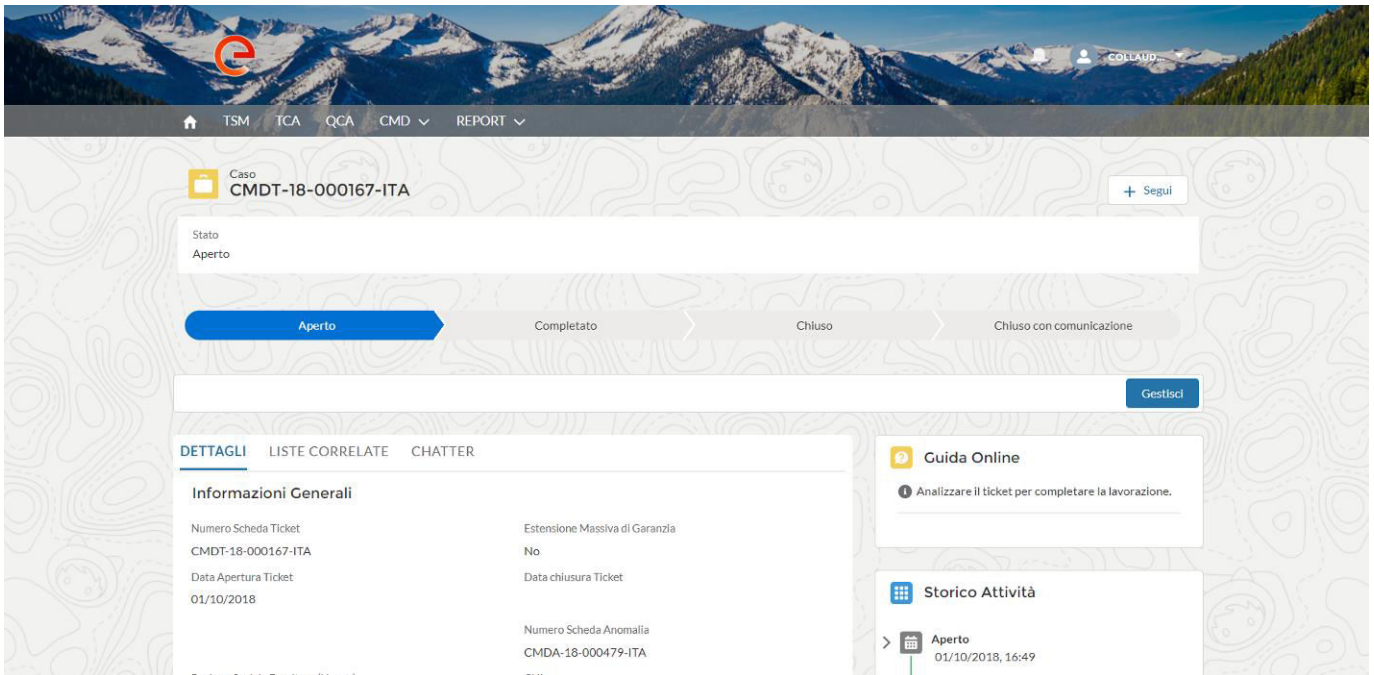 COLLAUD...
TSM TCA QCA CMD REPORT
Caso
CMDT-18-000167-ITA
+ Segui
Stato
Aperto
Aperto Completato Chiuso Chiuso con comunicazione
Gestisci
DETTAGLI LISTE CORRELATE CHATTER
Informazioni Generali
Numero Scheda Ticket Estensione Massiva di Garanzia
CMDT-18-000167-ITA No
Data Apertura Ticket Data chiusura Ticket
01/10/2018
Numero Scheda Anomalia
CMDA-18-000479-ITA
Guida Online
Analizzare il ticket per completare la lavorazione.
Storico Attività
Aperto
01/10/2018, 16:49